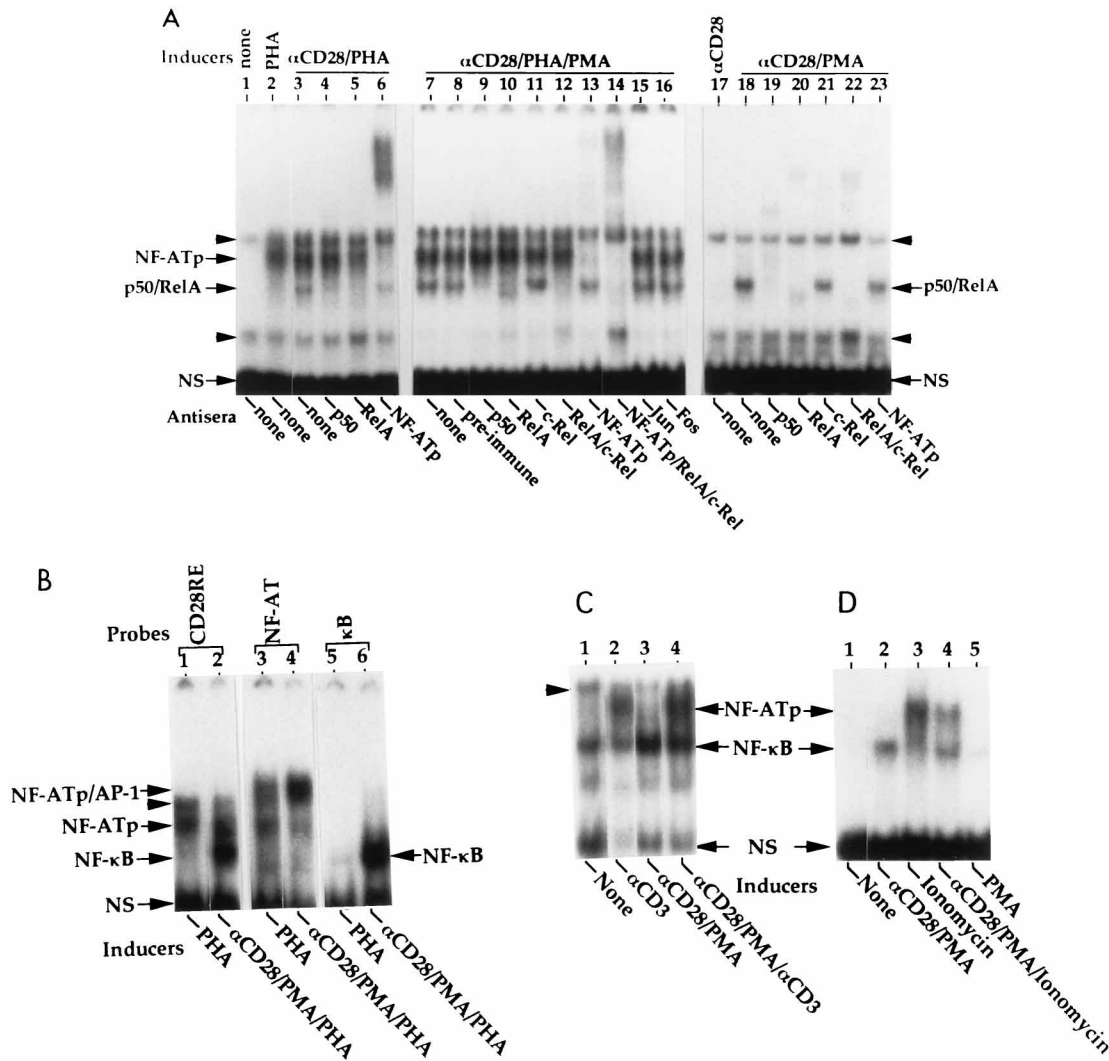 A
Inducers none PHA αCD28/PHA αCD28/PHA/PMA αCD28 αCD28/PMA
1 2 3 4 5 6 7 8 9 10 11 12 13 14 15 16 17 18 19 20 21 22 23
NF-ATp
p50/RelA p50/RelA
NS NS
Antisera none none none p50 RelA NF-ATp none pre-immune p50 RelA c-Rel RelA/c-Rel NF-ATp NF-ATp/RelA/c-Rel Jun Fos none none p50 RelA c-Rel RelA/c-Rel NF-ATp
B
Probes CD28RE NF-AT κB
1 2 3 4 5 6
NF-ATp/AP-1
NF-ATp
NF-κB NF-κB
NS
Inducers PHA αCD28/PMA/PHA PHA αCD28/PMA/PHA PHA αCD28/PMA/PHA
C D
1 2 3 4 1 2 3 4 5
NF-ATp
NF-κB
NS
Inducers
None αCD3 αCD28/PMA αCD28/PMA/αCD3
None αCD28/PMA Ionomycin αCD28/PMA/Ionomycin PMA